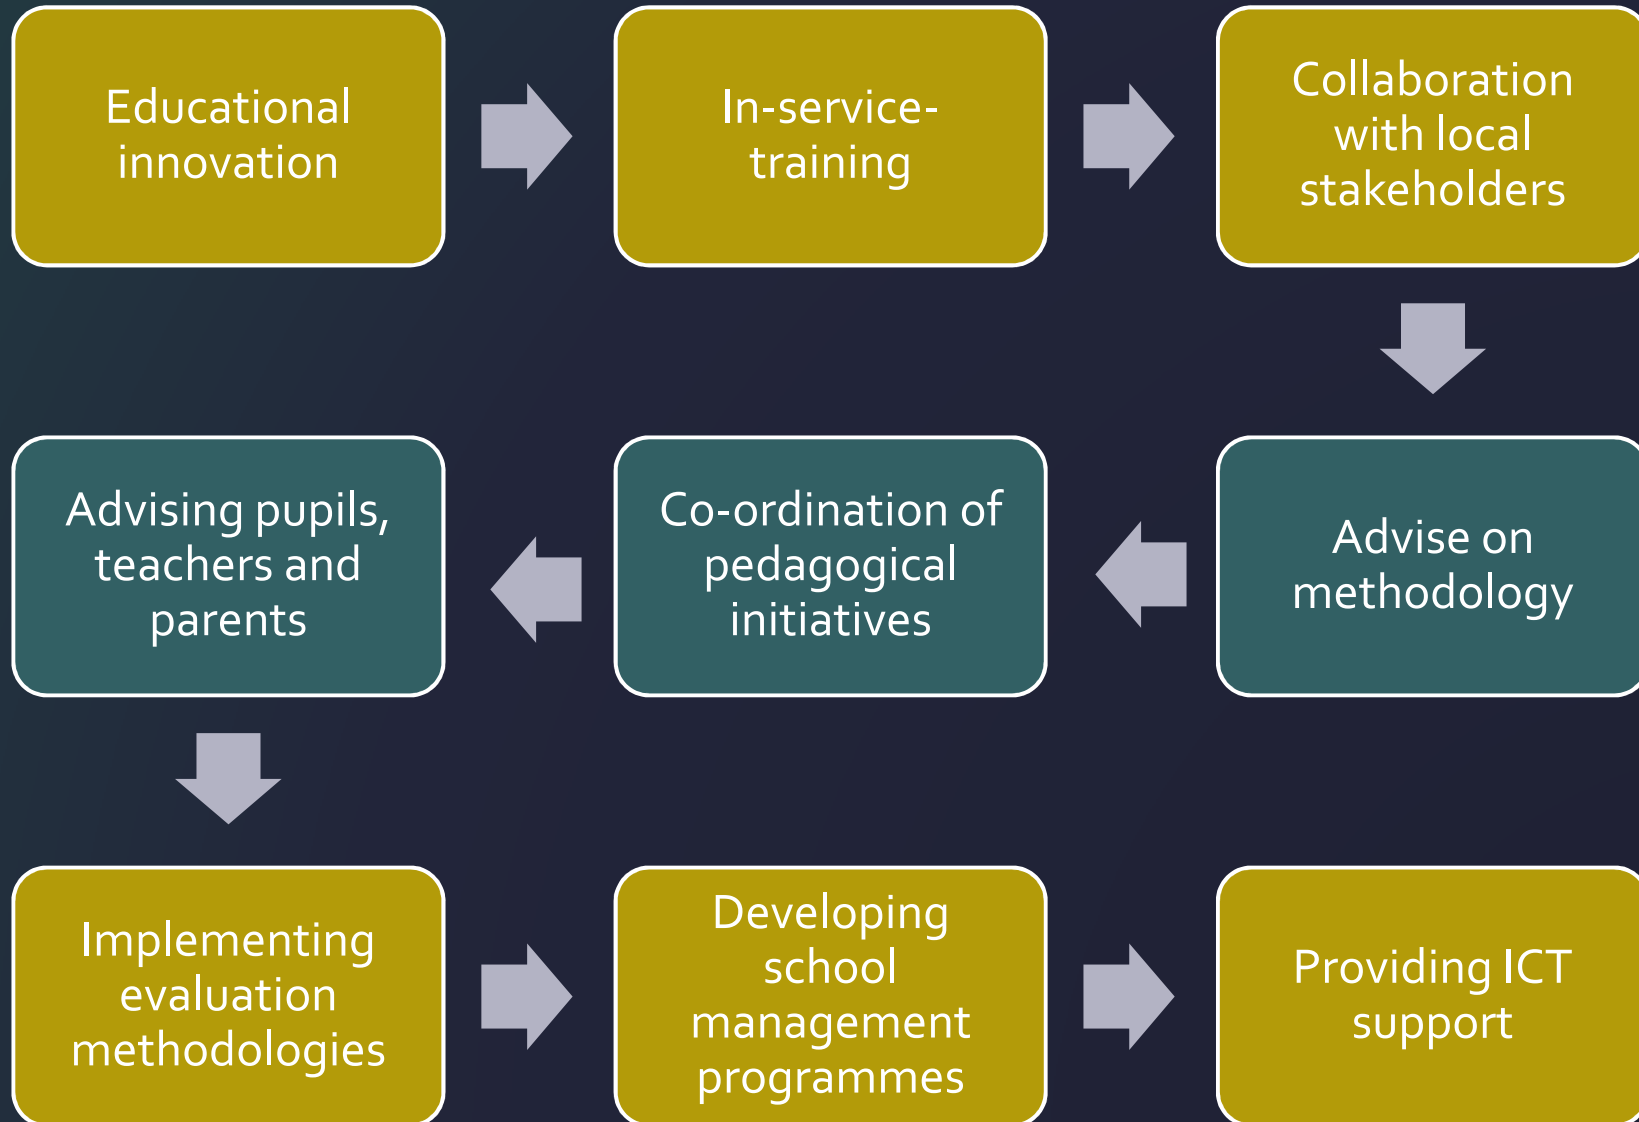 Educational
innovation
In-service-
training
Collaboration
with local
stakeholders
Advise on
methodology
Co-ordination of
pedagogical
initiatives
Advising pupils,
teachers and
parents
Implementing
evaluation
methodologies
Developing
school
management
programmes
Providing ICT
support